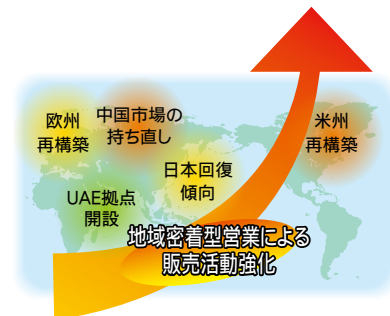 欧州
再構築
中国市場の
持ち直し
米州
再構築
日本回復
傾向
UAE拠点
開設
地域密着型営業による
販売活動強化